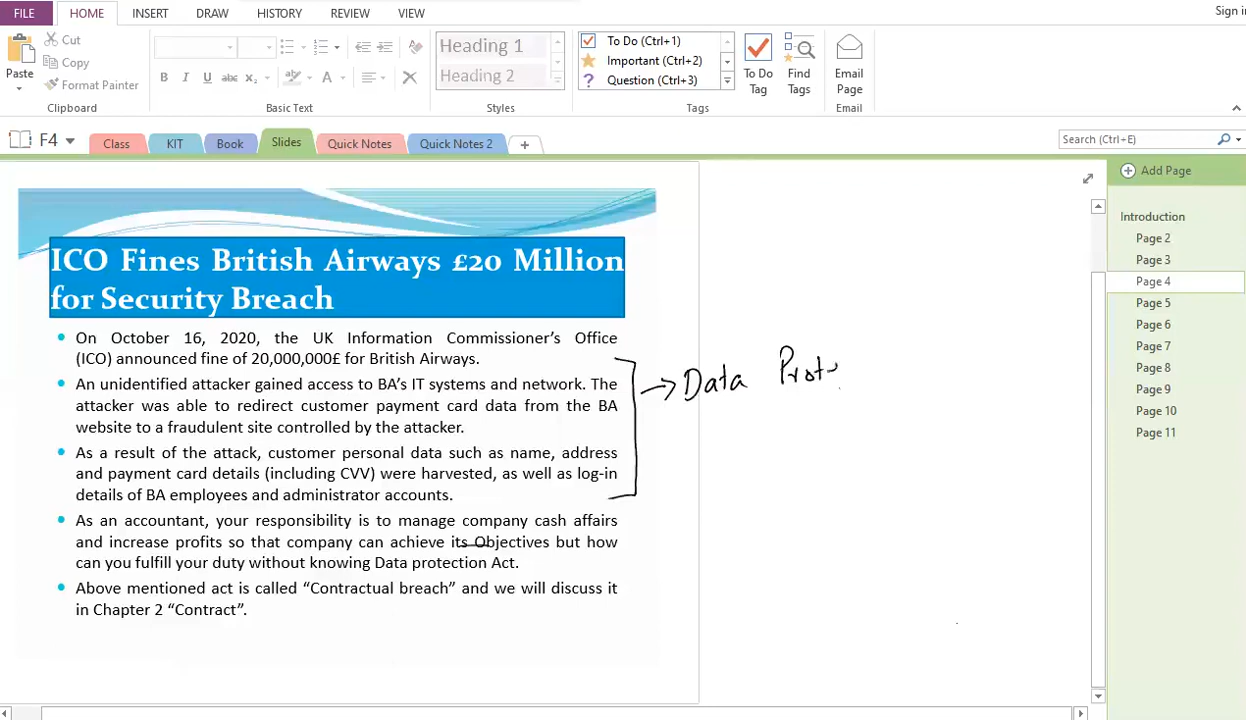 FILE HOME INSERT DRAW HISTORY REVIEW VIEW Sign i
Cut
Copy
Format Painter
Paste
Clipboard
B I U abc x₂ ab A
Basic Text
Heading 1
Heading 2
Styles
To Do (Ctrl+1)
Important (Ctrl+2)
? Question (Ctrl+3)
Tags
To Do Tag
Find Tags
Email Page
Email
F4 Class KIT Book Slides Quick Notes Quick Notes 2 +
Search (Ctrl+E)
Add Page
Introduction
Page 2
Page 3
Page 4
Page 5
Page 6
Page 7
Page 8
Page 9
Page 10
Page 11
ICO Fines British Airways £20 Million
for Security Breach
• On October 16, 2020, the UK Information Commissioner's Office
(ICO) announced fine of 20,000,000£ for British Airways.
• An unidentified attacker gained access to BA's IT systems and network. The
attacker was able to redirect customer payment card data from the BA
website to a fraudulent site controlled by the attacker.
• As a result of the attack, customer personal data such as name, address
and payment card details (including CVV) were harvested, as well as log-in
details of BA employees and administrator accounts.
• As an accountant, your responsibility is to manage company cash affairs
and increase profits so that company can achieve its Objectives but how
can you fulfill your duty without knowing Data protection Act.
• Above mentioned act is called “Contractual breach” and we will discuss it
in Chapter 2 “Contract”.
→ Data Prot